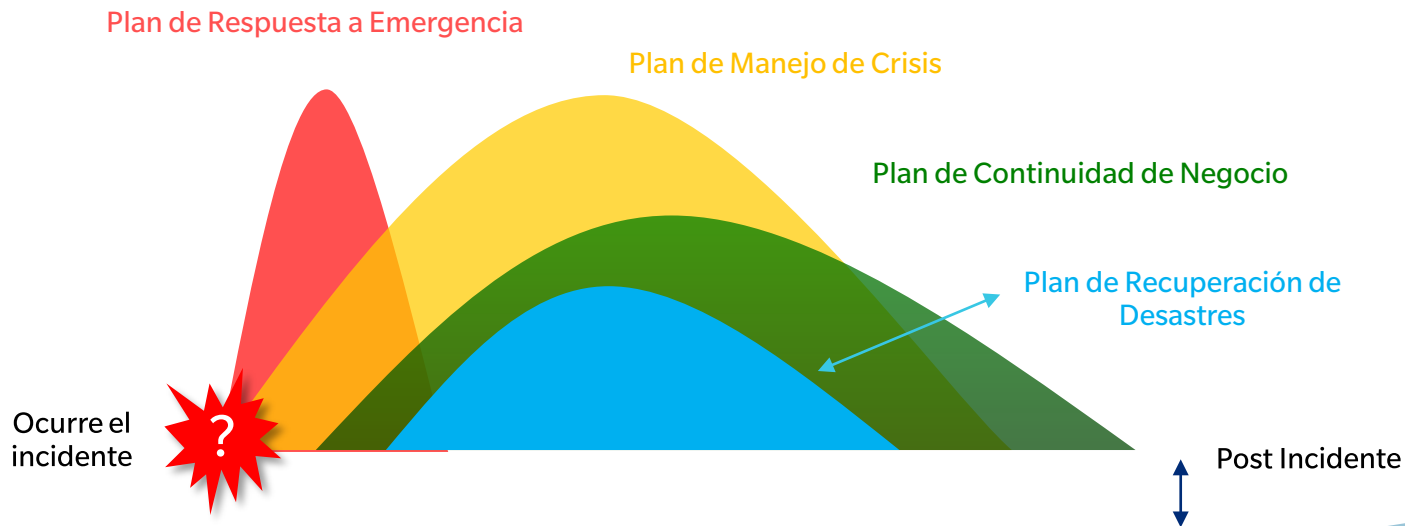 Plan de Respuesta a Emergencia
Plan de Manejo de Crisis
Plan de Continuidad de Negocio
Plan de Recuperación de
Desastres
Ocurre el
incidente
?
Post Incidente